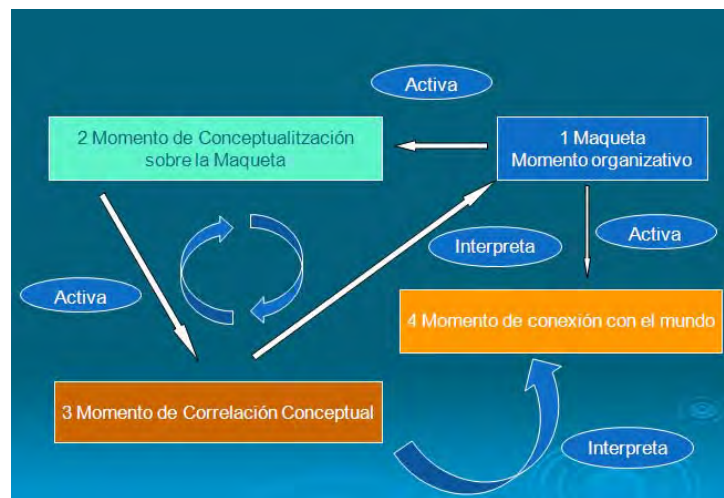 Activa
2 Momento de Conceptualitzación
sobre la Maqueta
1 Maqueta
Momento organizativo
Interpreta
Activa
Activa
4 Momento de conexión con el mundo
3 Momento de Correlación Conceptual
Interpreta